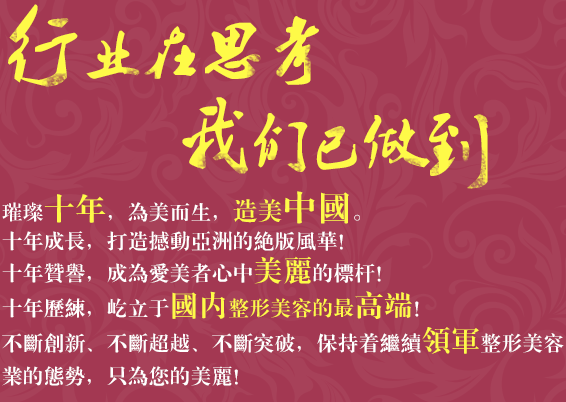 行业在思考
我们已做到
璀璨十年，為美而生，造美中國。
十年成長，打造撼動亞洲的絶版風華!
十年贊譽，成為愛美者心中美麗的標杆!
十年歷練，屹立于國内整形美容的最高端!
不斷創新、不斷超越、不斷突破，保持着繼續領軍整形美容
業的態勢，只為您的美麗!